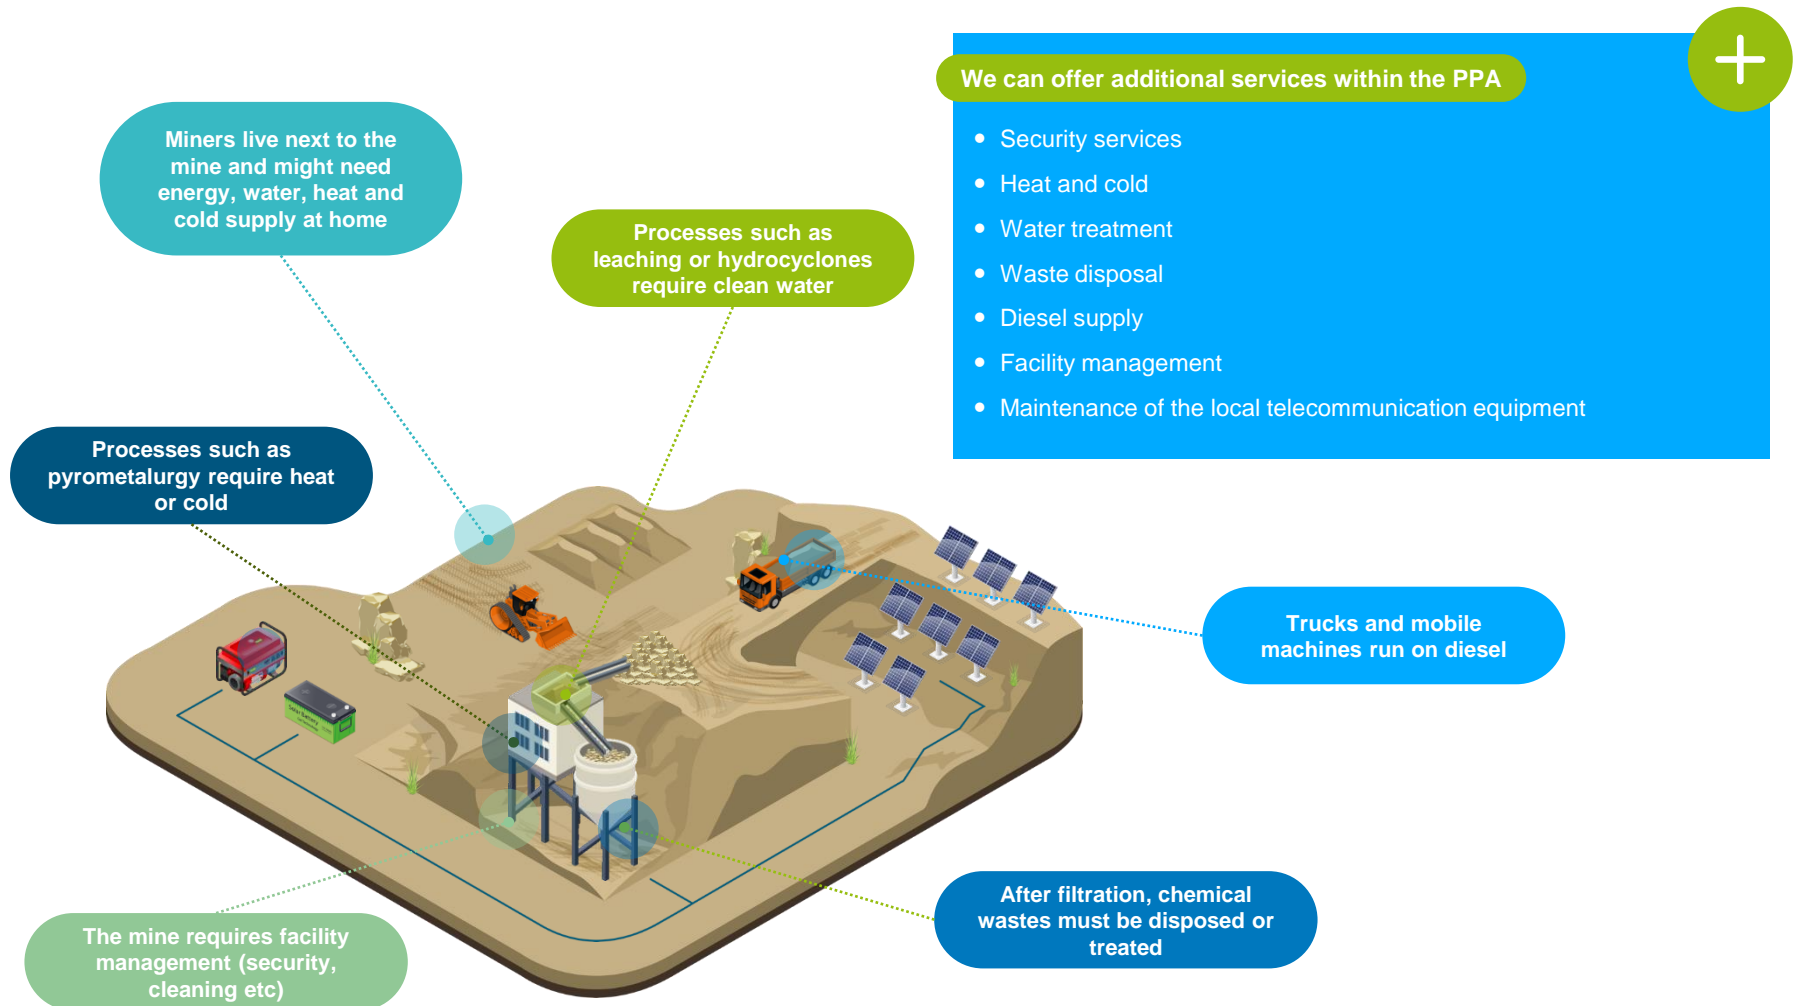 We can offer additional services within the PPA
• Security services
• Heat and cold
• Water treatment
• Waste disposal
• Diesel supply
• Facility management
• Maintenance of the local telecommunication equipment
Miners live next to the
mine and might need
energy, water, heat and
cold supply at home
Processes such as
leaching or hydrocyclones
require clean water
Processes such as
pyrometalurgy require heat
or cold
Trucks and mobile
machines run on diesel
Solar Battery
After filtration, chemical
wastes must be disposed or
treated
The mine requires facility
management (security,
cleaning etc)